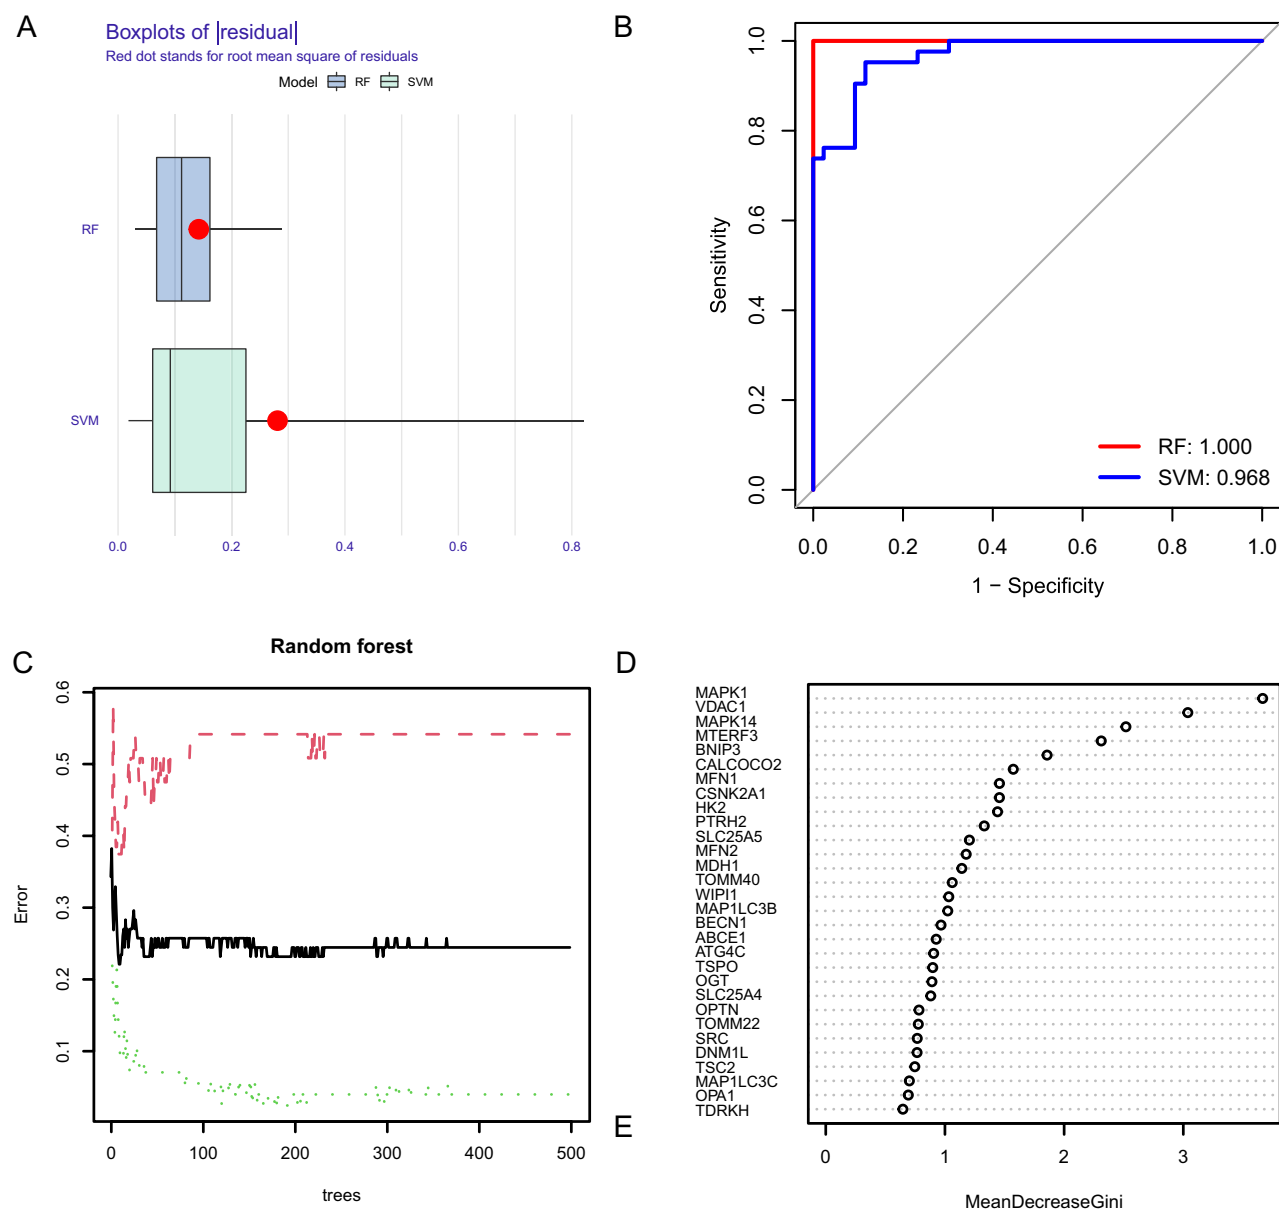 A
Boxplots of |residual|
Red dot stands for root mean square of residuals
Model RF SVM
RF
SVM
0.0 0.2 0.4 0.6 0.8
B
Sensitivity
1.0
0.8
0.6
0.4
0.2
0.0
RF: 1.000
SVM: 0.968
0.0 0.2 0.4 0.6 0.8 1.0
1 − Specificity
C
Random forest
Error
0.6
0.5
0.4
0.3
0.2
0.1
0 100 200 300 400 500
trees
D
MAPK1
VDAC1
MAPK14
MTERF3
BNIP3
CALCOCO2
MFN1
CSNK2A1
HK2
PTRH2
SLC25A5
MFN2
MDH1
TOMM40
WIPI1
MAP1LC3B
BECN1
ABCE1
ATG4C
TSPO
OGT
SLC25A4
OPTN
TOMM22
SRC
DNM1L
TSC2
MAP1LC3C
OPA1
TDRKH
0 1 2 3
MeanDecreaseGini
E